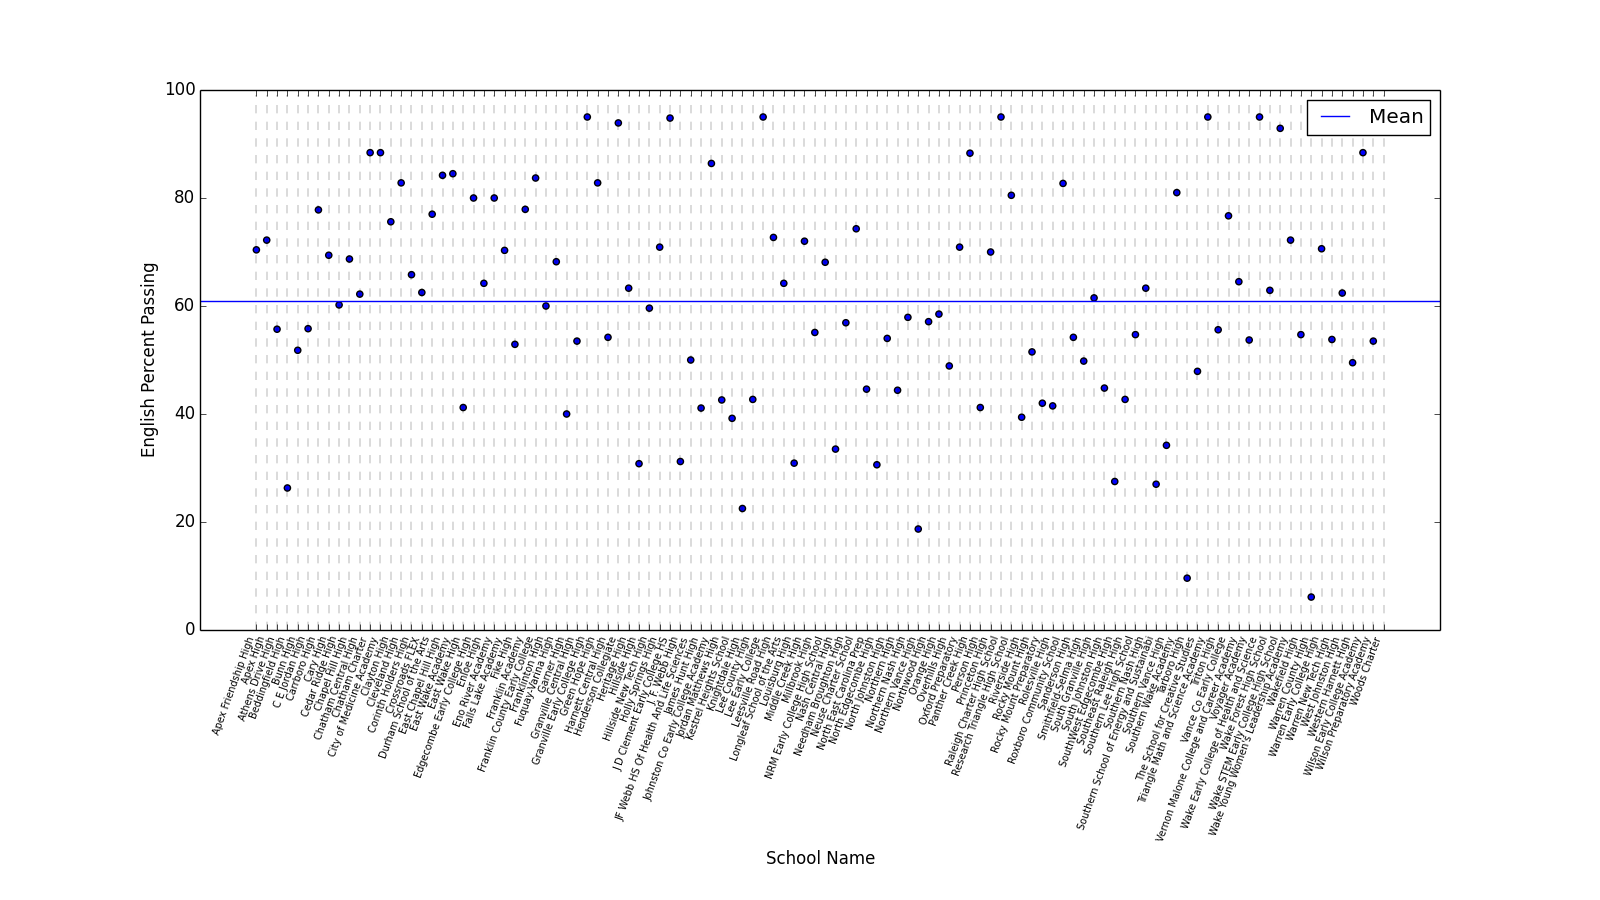 100
80
60
40
20
0
English Percent Passing
Mean
Apex Friendship High
Apex High
Athens Drive High
Beddingfield High
Bunn High
C E Jordan High
Carrboro High
Cary High
Cedar Ridge High
Chapel Hill High
Chatham Central High
Chatham Charter
City of Medicine Academy
Clayton High
Cleveland High
Corinth Holders High
Crossroads FLEX
Durham School of the Arts
East Chapel Hill High
East Wake Academy
East Wake High
Edgecombe Early College High
Enloe High
Eno River Academy
Falls Lake Academy
Fike High
Franklin Academy
Franklin County Early College
Franklinton High
Fuquay-Varina High
Garner High
Granville Central High
Granville Early College High
Green Hope High
Harnett Central High
Henderson Collegiate
Heritage High
Hillside High
Hillside New Tech High
Holly Springs High
J D Clement Early College HS
J F Webb High
JF Webb HS Of Health And Life Sciences
James Hunt High
Johnston Co Early College Academy
Jordan Matthews High
Kestrel Heights School
Knightdale High
Lee County High
Lee Early College
Leesville Road High
Longleaf School of the Arts
Louisburg High
Middle Creek High
Millbrook High
NRM Early College High School
Nash Central High
Needham Broughton High
Neuse Charter School
North East Carolina Prep
North Edgecombe High
North Johnston High
Northern High
Northern Nash High
Northern Vance High
Northwood High
Orange High
Overhills High
Oxford Preparatory
Panther Creek High
Person High
Princeton High
Raleigh Charter High School
Research Triangle High School
Riverside High
Rocky Mount High
Rocky Mount Preparatory
Rolesville High
Roxboro Community School
Sanderson High
Smithfield-Selma High
South Granville High
South Johnston High
SouthWest Edgecombe High
Southeast Raleigh High
Southern Lee High School
Southern Nash High
Southern School of Energy and Sustainabi
Southern Vance High
Southern Wake Academy
Tarboro High
The School for Creative Studies
Triangle Math and Science Academy
Union High
Vance Co Early College
Vernon Malone College and Career Academy
Wake Early College of Health and Science
Wake Forest High School
Wake STEM Early College High School
Wake Young Women's Leadership Academy
Wakefield High
Warren County High
Warren Early College High
Warren New Tech High
West Johnston High
Western Harnett High
Wilson Early College Academy
Wilson Preparatory Academy
Woods Charter
School Name